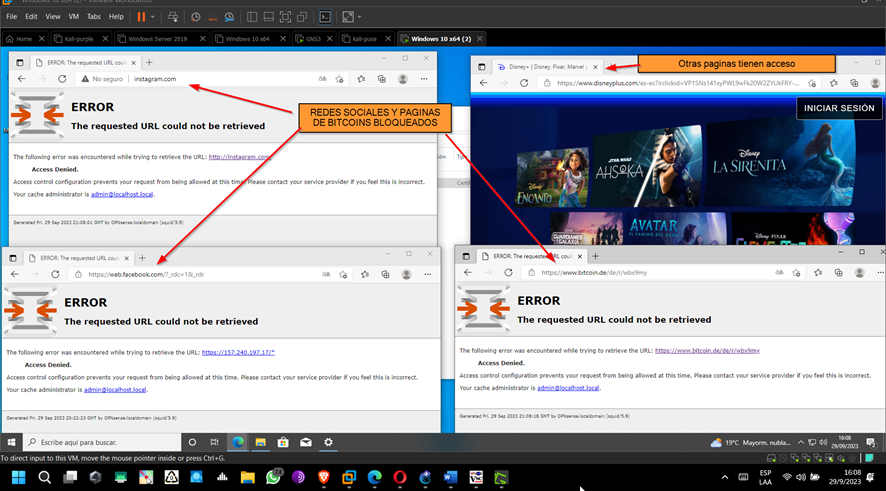 Windows 10 x64 (2) - VMware Workstation
File Edit View VM Tabs Help
Home
Kali-purple
Windows Server 2019
Windows 10 x64
GNS3
kali-puce
Windows 10 x64 (2)
ERROR: The requested URL coul
No seguro
instagram.com
ERROR
The requested URL could not be retrieved
The following error was encountered while trying to retrieve the URL: http://instagram.com/
Access Denied.
Access control configuration prevents your request from being allowed at this time. Please contact your service provider if you feel this is incorrect.
Your cache administrator is admin@localhost.local.
Generated Fri, 29 Sep 2023 21:08:01 GMT by OPNsense.localdomain (squid/5.9)
REDES SOCIALES Y PAGINAS
DE BITCOINS BLOQUEADOS
Disney+ | Disney, Pixar, Marvel y
Otras paginas tienen acceso
INICIAR SESIÓN
Disney
ENCANTO
STAR WARS
AHSOKA
Disney
LA SIRENITA
GUARDIANES
GALAXIA
AVATAR
EL CAMINO DEL AGUA
Disney PIXAR
ERROR: The requested URL coul
https://web.facebook.com/?_rdc=1&_rdr
ERROR
The requested URL could not be retrieved
The following error was encountered while trying to retrieve the URL: https://157.240.197.17/*
Access Denied.
Access control configuration prevents your request from being allowed at this time. Please contact your service provider if you feel this is incorrect.
Your cache administrator is admin@localhost.local.
Generated Fri, 29 Sep 2023 20:22:23 GMT by OPNsense.localdomain (squid/5.9)
ERROR: The requested URL coul
https://www.bitcoin.de/de/r/wbx9my
ERROR
The requested URL could not be retrieved
The following error was encountered while trying to retrieve the URL: https://www.bitcoin.de/de/r/wbx9my
Access Denied.
Access control configuration prevents your request from being allowed at this time. Please contact your service provider if you feel this is incorrect.
Your cache administrator is admin@localhost.local.
Generated Fri, 29 Sep 2023 21:08:16 GMT by OPNsense.localdomain (squid/5.9)
Escribe aquí para buscar.
19°C Mayorm. nubla...
16:08
29/09/2023
To direct input to this VM, move the mouse pointer inside or press Ctrl+G.
ESP
LAA
16:08
29/9/2023